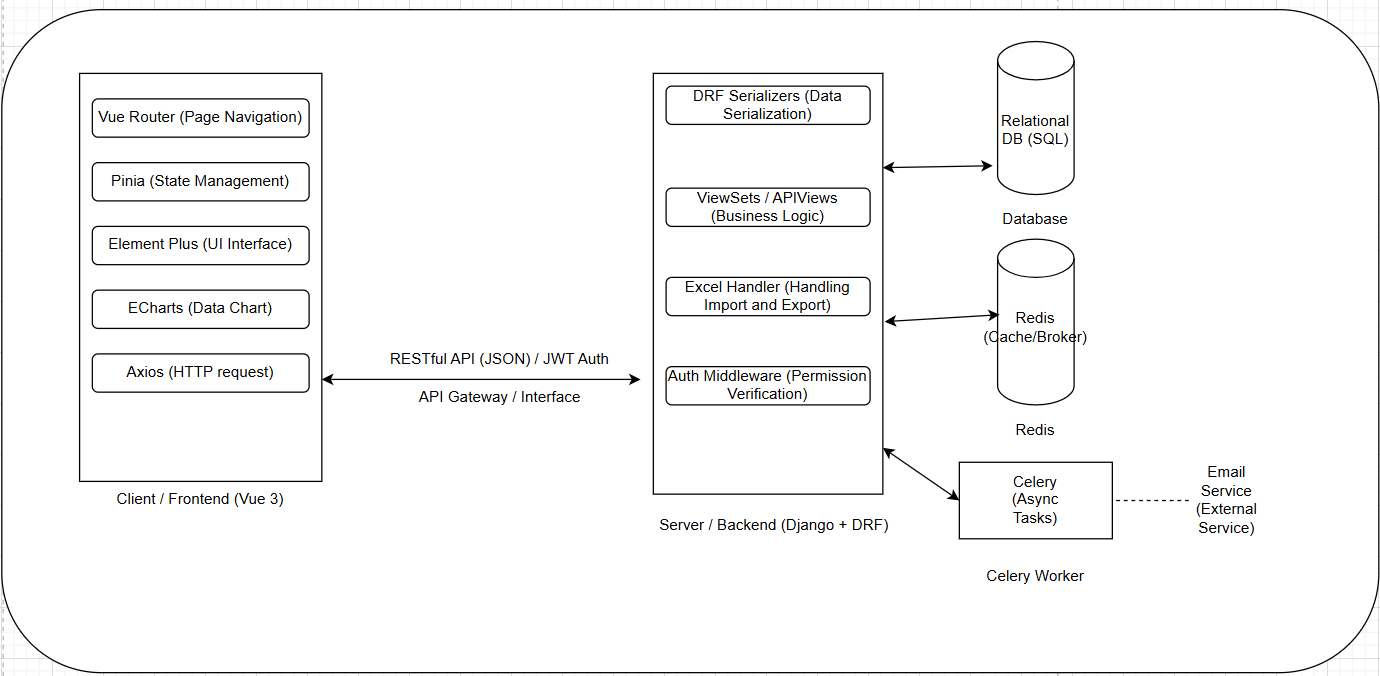 Vue Router (Page Navigation)
Pinia (State Management)
Element Plus (UI Interface)
ECharts (Data Chart)
Axios (HTTP request)
Client / Frontend (Vue 3)
RESTful API (JSON) / JWT Auth
API Gateway / Interface
DRF Serializers (Data
Serialization)
ViewSets / APIViews
(Business Logic)
Excel Handler (Handling
Import and Export)
Auth Middleware (Permission
Verification)
Server / Backend (Django + DRF)
Relational
DB (SQL)
Database
Redis
(Cache/Broker)
Redis
Celery
(Async
Tasks)
Celery Worker
Email
Service
(External
Service)